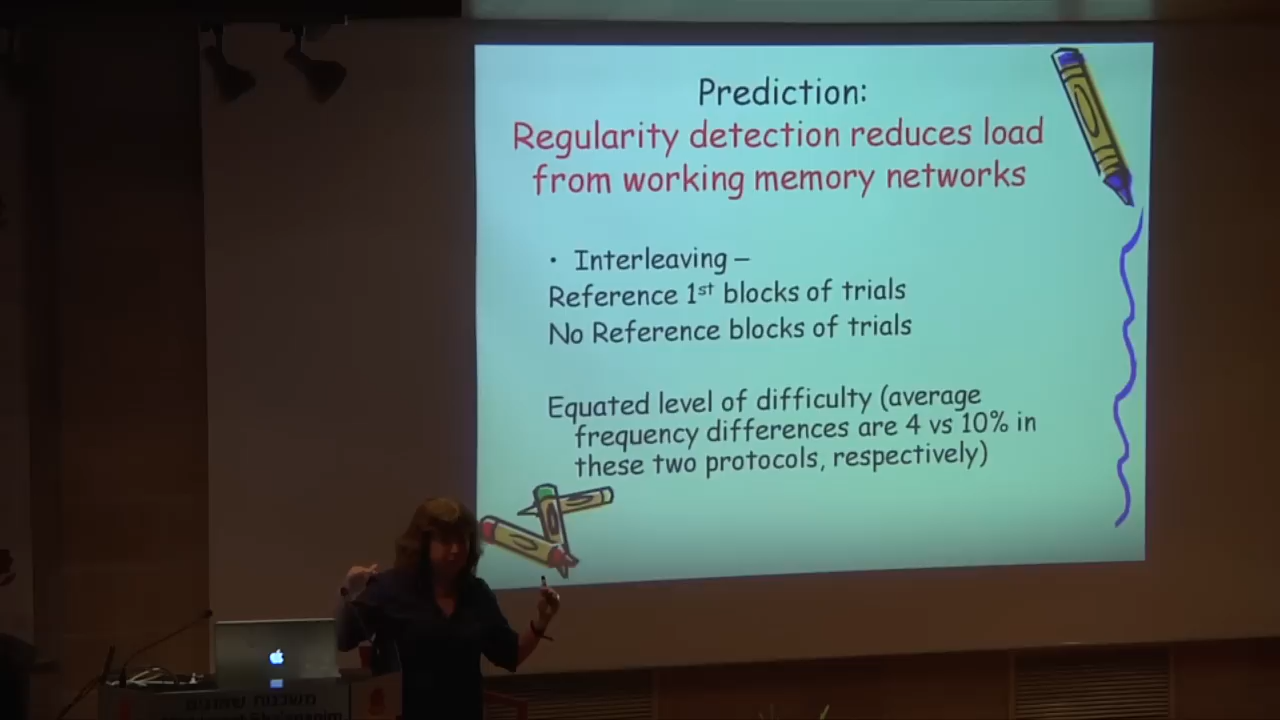 Prediction:
Regularity detection reduces load
from working memory networks
• Interleaving –
Reference 1st blocks of trials
No Reference blocks of trials
Equated level of difficulty (average
frequency differences are 4 vs 10% in
these two protocols, respectively)